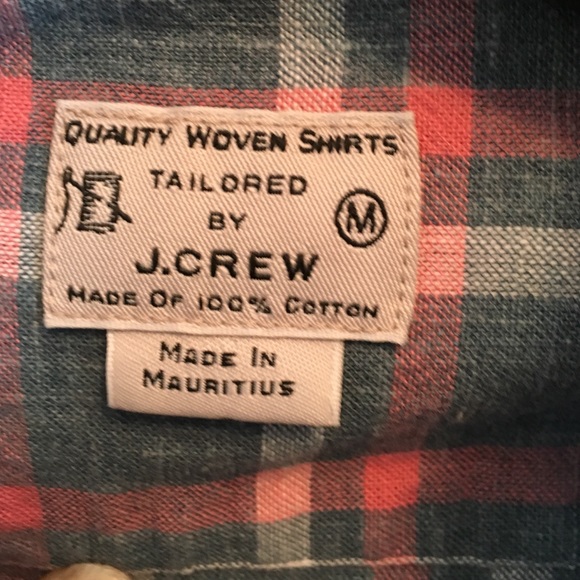 QUALITY WOVEN SHIRTS
TAILORED
BY
M
J.CREW
MADE OF 100% COTTON
MADE IN
MAURITIUS